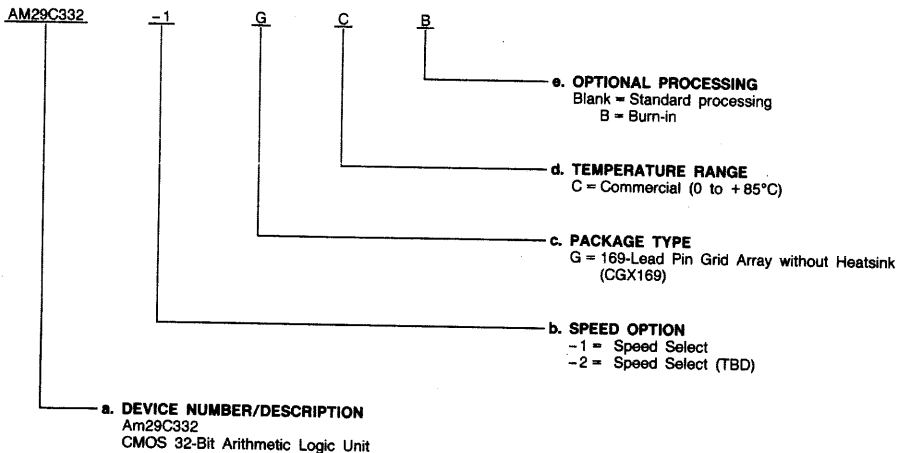 AM29C332 -1 G C B
e. OPTIONAL PROCESSING
Blank = Standard processing
B = Burn-in
d. TEMPERATURE RANGE
C = Commercial (0 to +85°C)
c. PACKAGE TYPE
G = 169-Lead Pin Grid Array without Heatsink
(CGX169)
b. SPEED OPTION
-1 = Speed Select
-2 = Speed Select (TBD)
a. DEVICE NUMBER/DESCRIPTION
Am29C332
CMOS 32-Bit Arithmetic Logic Unit